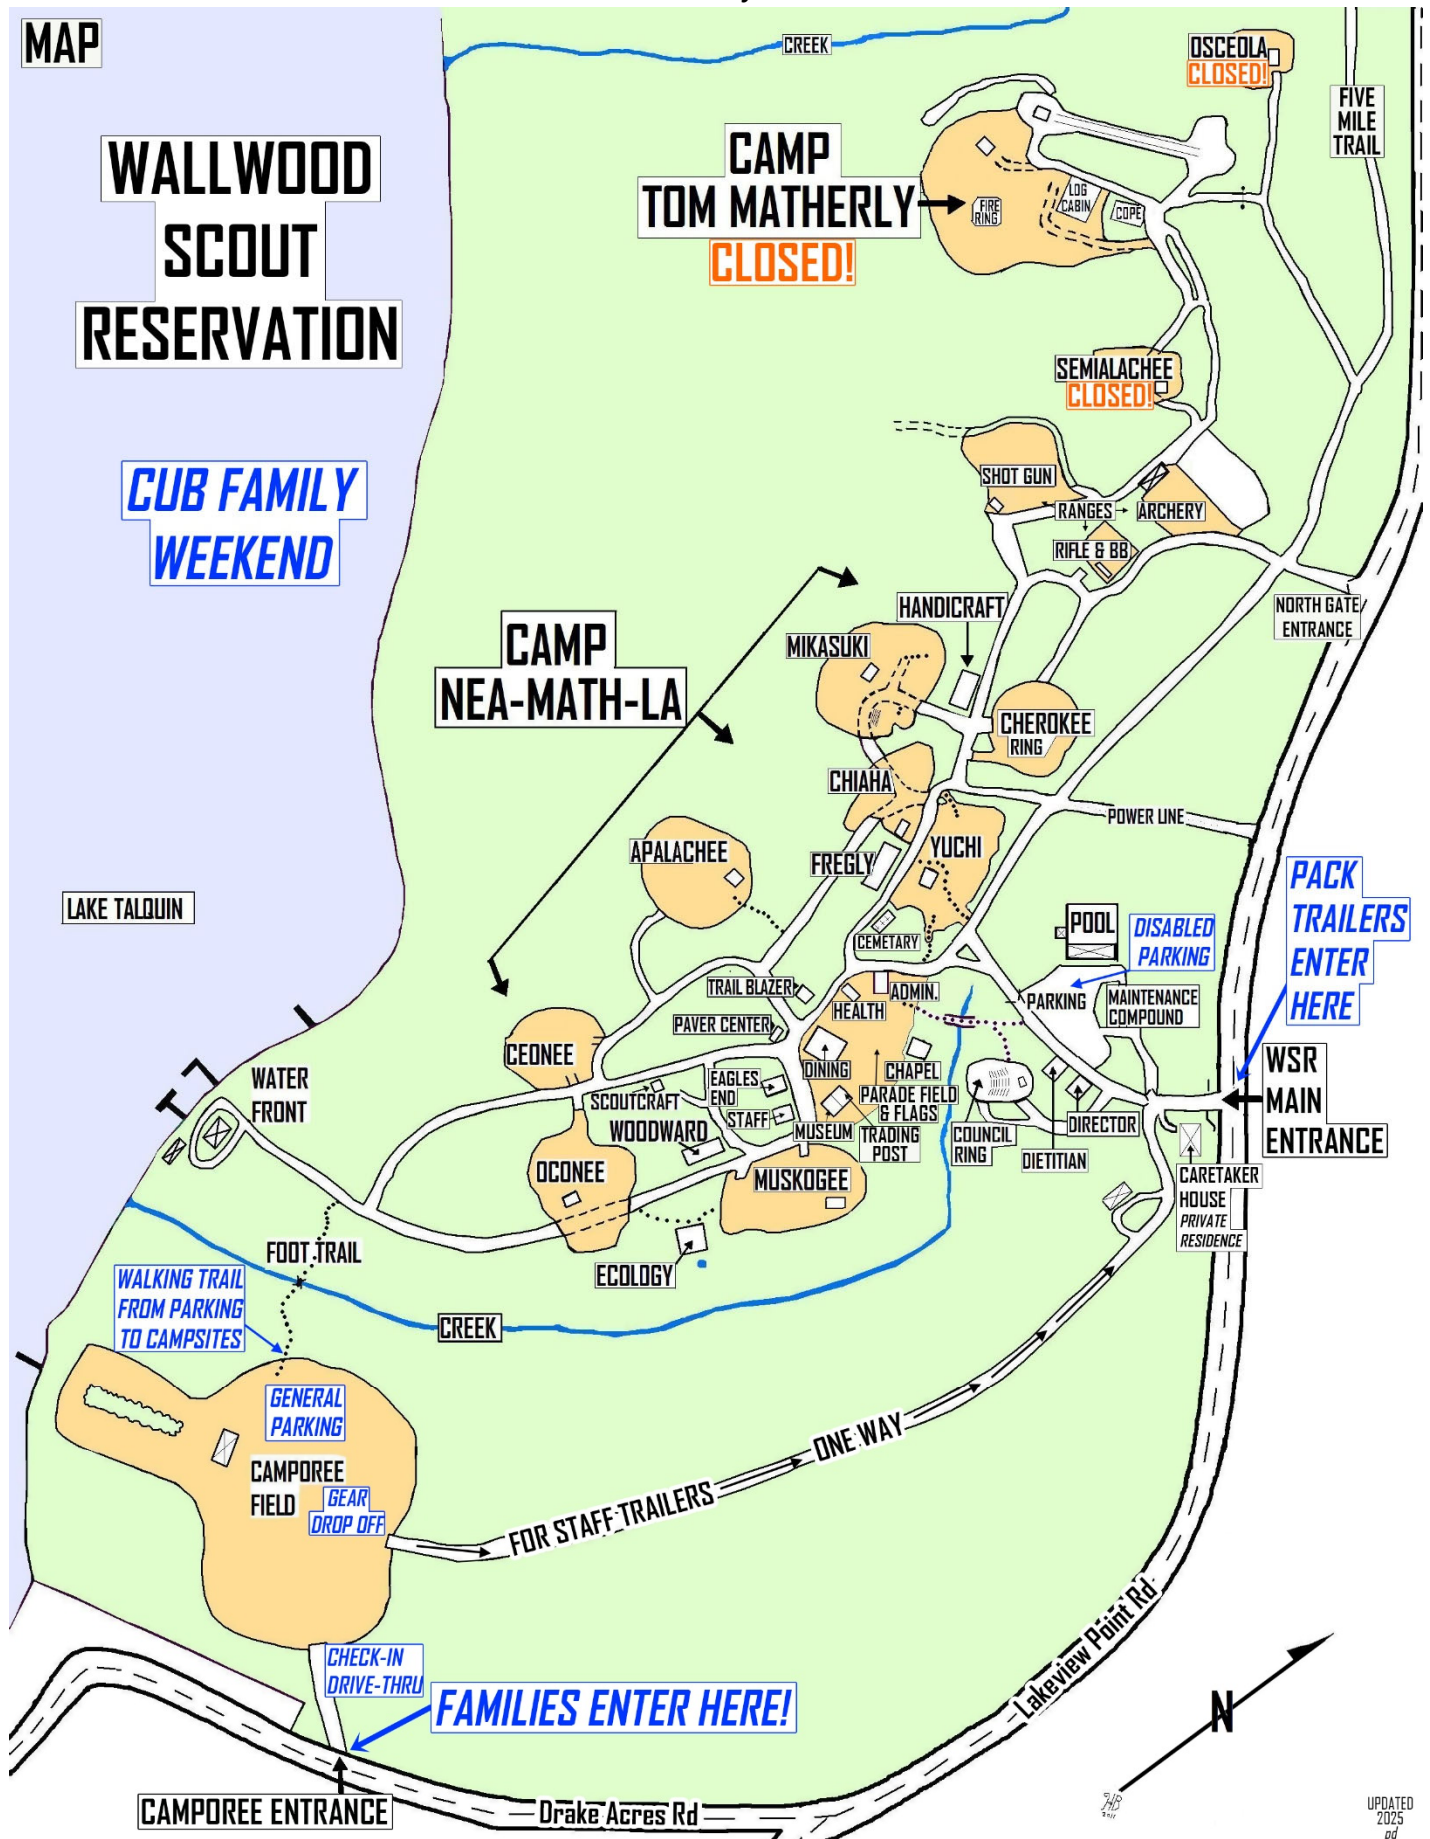 MAP
WALLWOOD
SCOUT
RESERVATION
CUB FAMILY
WEEKEND
CREEK
OSCEOLA
CLOSED!
FIVE
MILE
TRAIL
CAMP
TOM MATHERLY
CLOSED!
FIRE
RING
LOG
CABIN
COPE
SEMIALACHEE
CLOSED!
SHOT GUN
RANGES
ARCHERY
RIFLE & BB
NORTH GATE
ENTRANCE
HANDICRAFT
CAMP
NEA-MATH-LA
MIKASUKI
CHEROKEE
RING
CHIAHA
POWER LINE
APALACHEE
FREGLY
YUCHI
LAKE TALQUIN
CEMETARY
POOL
DISABLED
PARKING
PACK
TRAILERS
ENTER
HERE
TRAIL BLAZER
ADMIN.
HEALTH
PARKING
MAINTENANCE
COMPOUND
PAVER CENTER
CEONEE
DINING
CHAPEL
WATER
FRONT
EAGLES
END
SCOUTCRAFT
PARADE FIELD
& FLAGS
STAFF
WOODWARD
MUSEUM
TRADING
POST
COUNCIL
RING
DIRECTOR
DIETITIAN
WSR
MAIN
ENTRANCE
OCONEE
MUSKOGEE
CARETAKER
HOUSE
PRIVATE
RESIDENCE
FOOT TRAIL
ECOLOGY
WALKING TRAIL
FROM PARKING
TO CAMPSITES
CREEK
GENERAL
PARKING
CAMPOREE
FIELD
GEAR
DROP OFF
FOR STAFF TRAILERS
ONE WAY
CHECK-IN
DRIVE-THRU
FAMILIES ENTER HERE!
Lakeview Point Rd
N
CAMPOREE ENTRANCE
Drake Acres Rd
HB
UPDATED
2025
pd